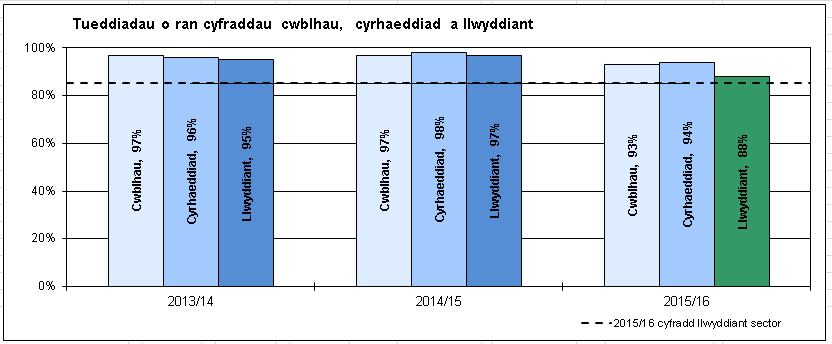 Tueddiadau o ran cyfraddau cwblhau, cyrhaeddiad a llwyddiant
100%
80%
60%
40%
20%
0%
Cwblhau, 97%
Cyrhaeddiad, 96%
Llwyddiant, 95%
Cwblhau, 97%
Cyrhaeddiad, 98%
Llwyddiant, 97%
Cwblhau, 93%
Cyrhaeddiad, 94%
Llwyddiant, 88%
2013/14
2014/15
2015/16
2015/16 cyfradd llwyddiant sector